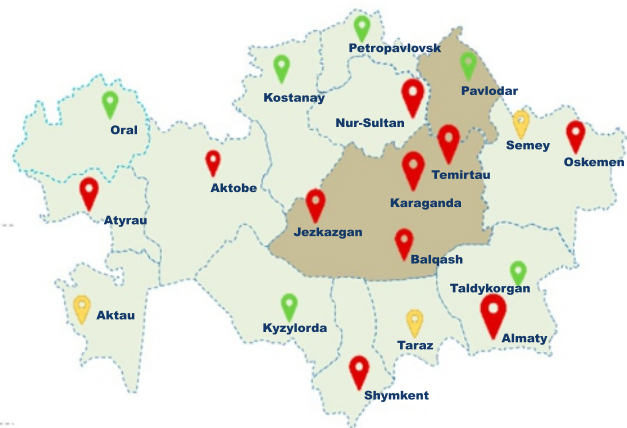 Petropavlovsk
Kostanay
Pavlodar
Oral
Nur-Sultan
Semey
Oskemen
Aktobe
Temirtau
Karaganda
Atyrau
Jezkazgan
Balqash
Taldykorgan
Aktau
Kyzylorda
Taraz
Almaty
Shymkent